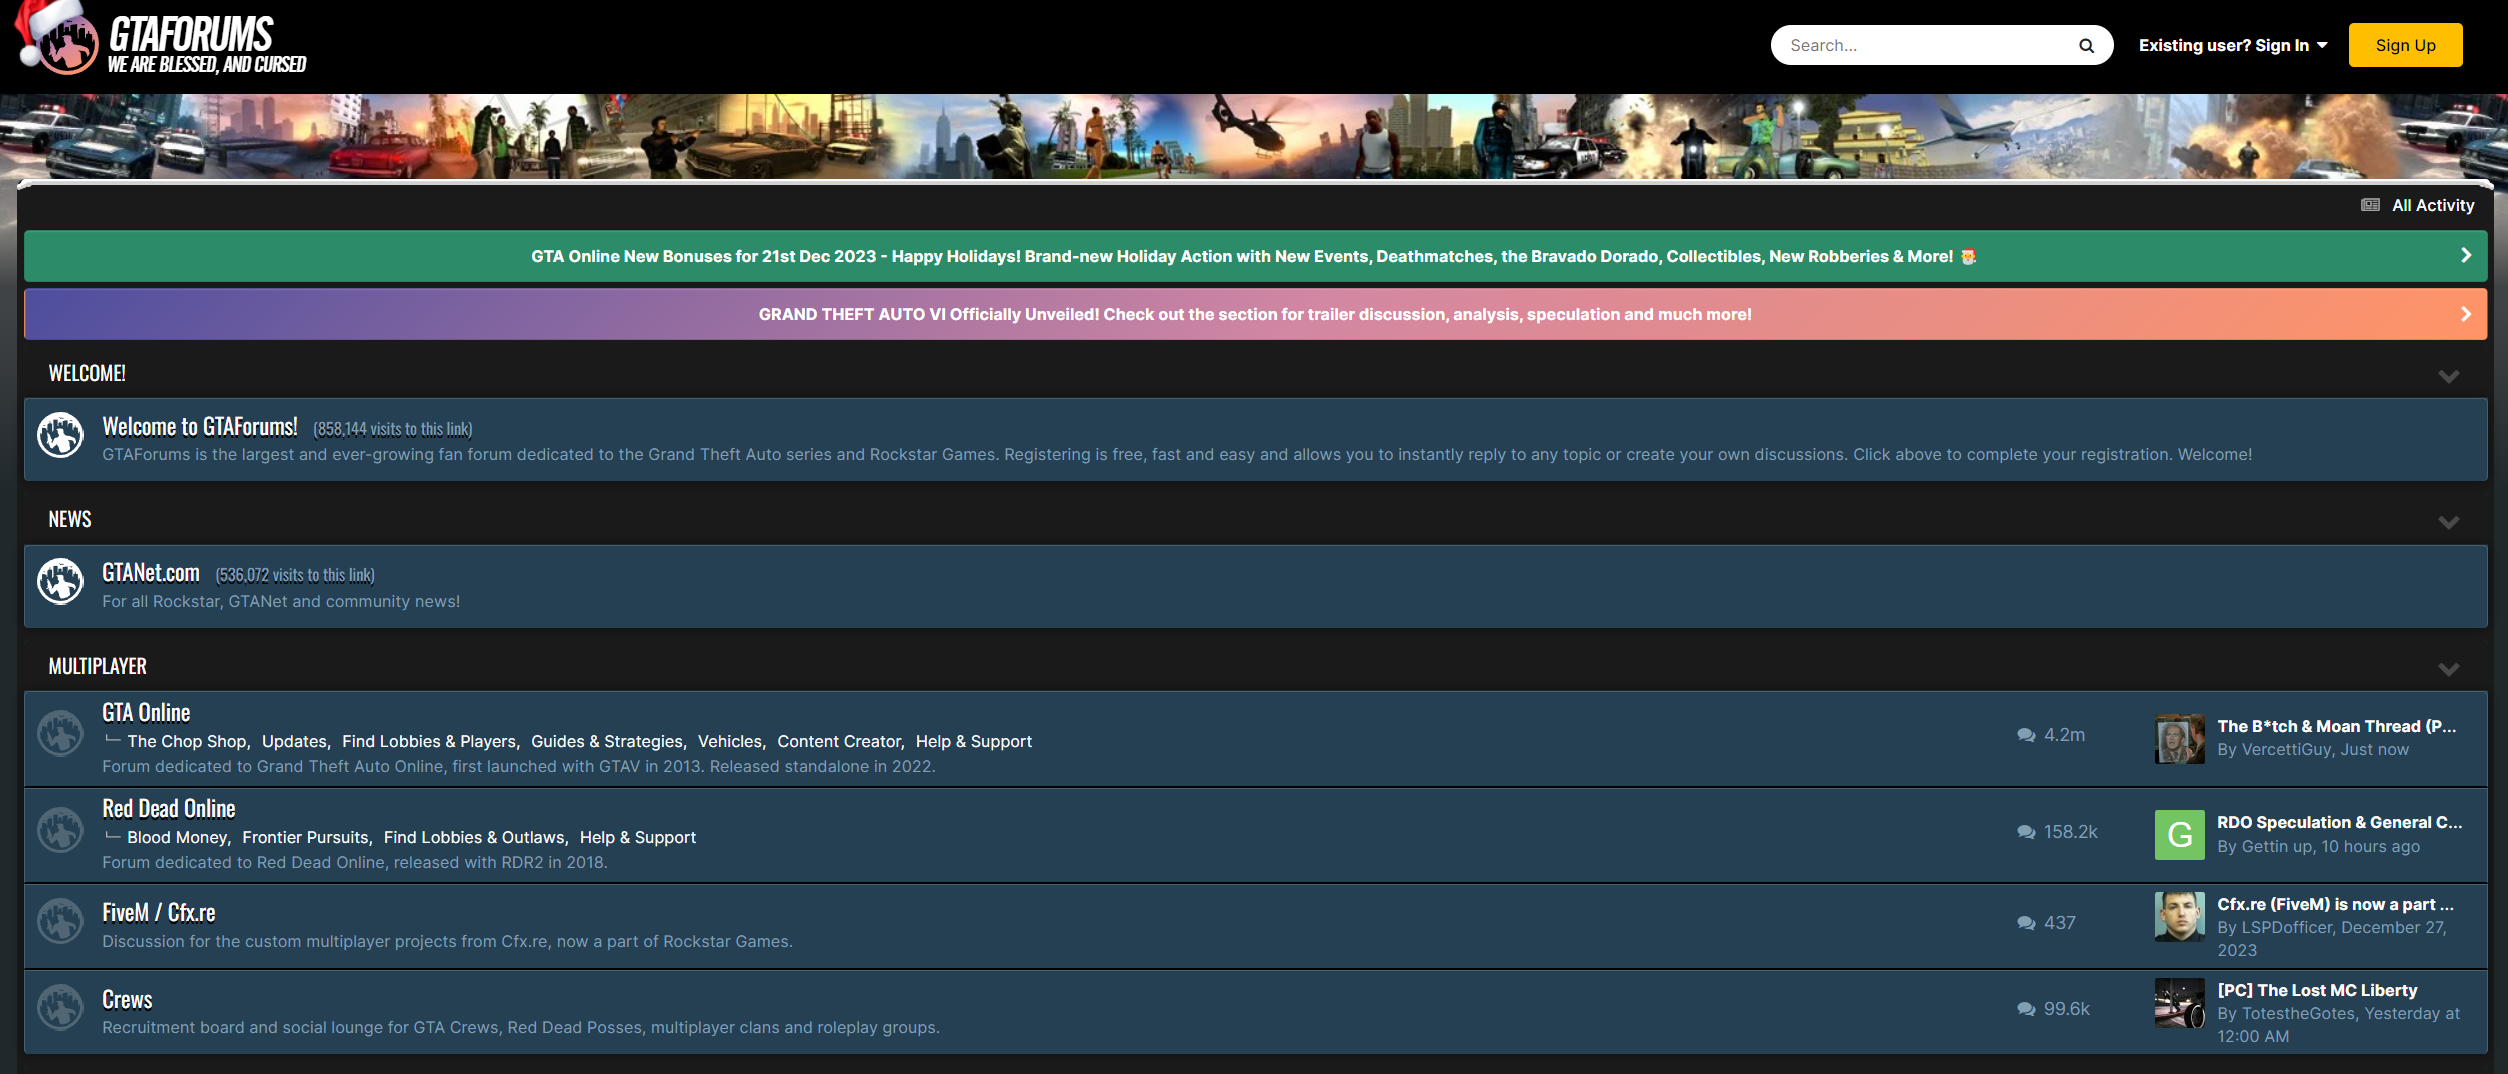 GTAFORUMS
WE ARE BLESSED, AND CURSED
Search...
Existing user? Sign In
Sign Up
All Activity
GTA Online New Bonuses for 21st Dec 2023 - Happy Holidays! Brand-new Holiday Action with New Events, Deathmatches, the Bravado Dorado, Collectibles, New Robberies & More! 🎅
GRAND THEFT AUTO VI Officially Unveiled! Check out the section for trailer discussion, analysis, speculation and much more!
WELCOME!
Welcome to GTAForums! (858,144 visits to this link)
GTAForums is the largest and ever-growing fan forum dedicated to the Grand Theft Auto series and Rockstar Games. Registering is free, fast and easy and allows you to instantly reply to any topic or create your own discussions. Click above to complete your registration. Welcome!
NEWS
GTANet.com (536,072 visits to this link)
For all Rockstar, GTANet and community news!
MULTIPLAYER
GTA Online
The Chop Shop, Updates, Find Lobbies & Players, Guides & Strategies, Vehicles, Content Creator, Help & Support
Forum dedicated to Grand Theft Auto Online, first launched with GTAV in 2013. Released standalone in 2022.
4.2m
The B*tch & Moan Thread (P...
By VercettiGuy, Just now
Red Dead Online
Blood Money, Frontier Pursuits, Find Lobbies & Outlaws, Help & Support
Forum dedicated to Red Dead Online, released with RDR2 in 2018.
158.2k
G
RDO Speculation & General C...
By Gettin up, 10 hours ago
FiveM / Cfx.re
Discussion for the custom multiplayer projects from Cfx.re, now a part of Rockstar Games.
437
Cfx.re (FiveM) is now a part ...
By LSPDofficer, December 27,
2023
Crews
Recruitment board and social lounge for GTA Crews, Red Dead Posses, multiplayer clans and roleplay groups.
99.6k
[PC] The Lost MC Liberty
By TotestheGotes, Yesterday at
12:00 AM